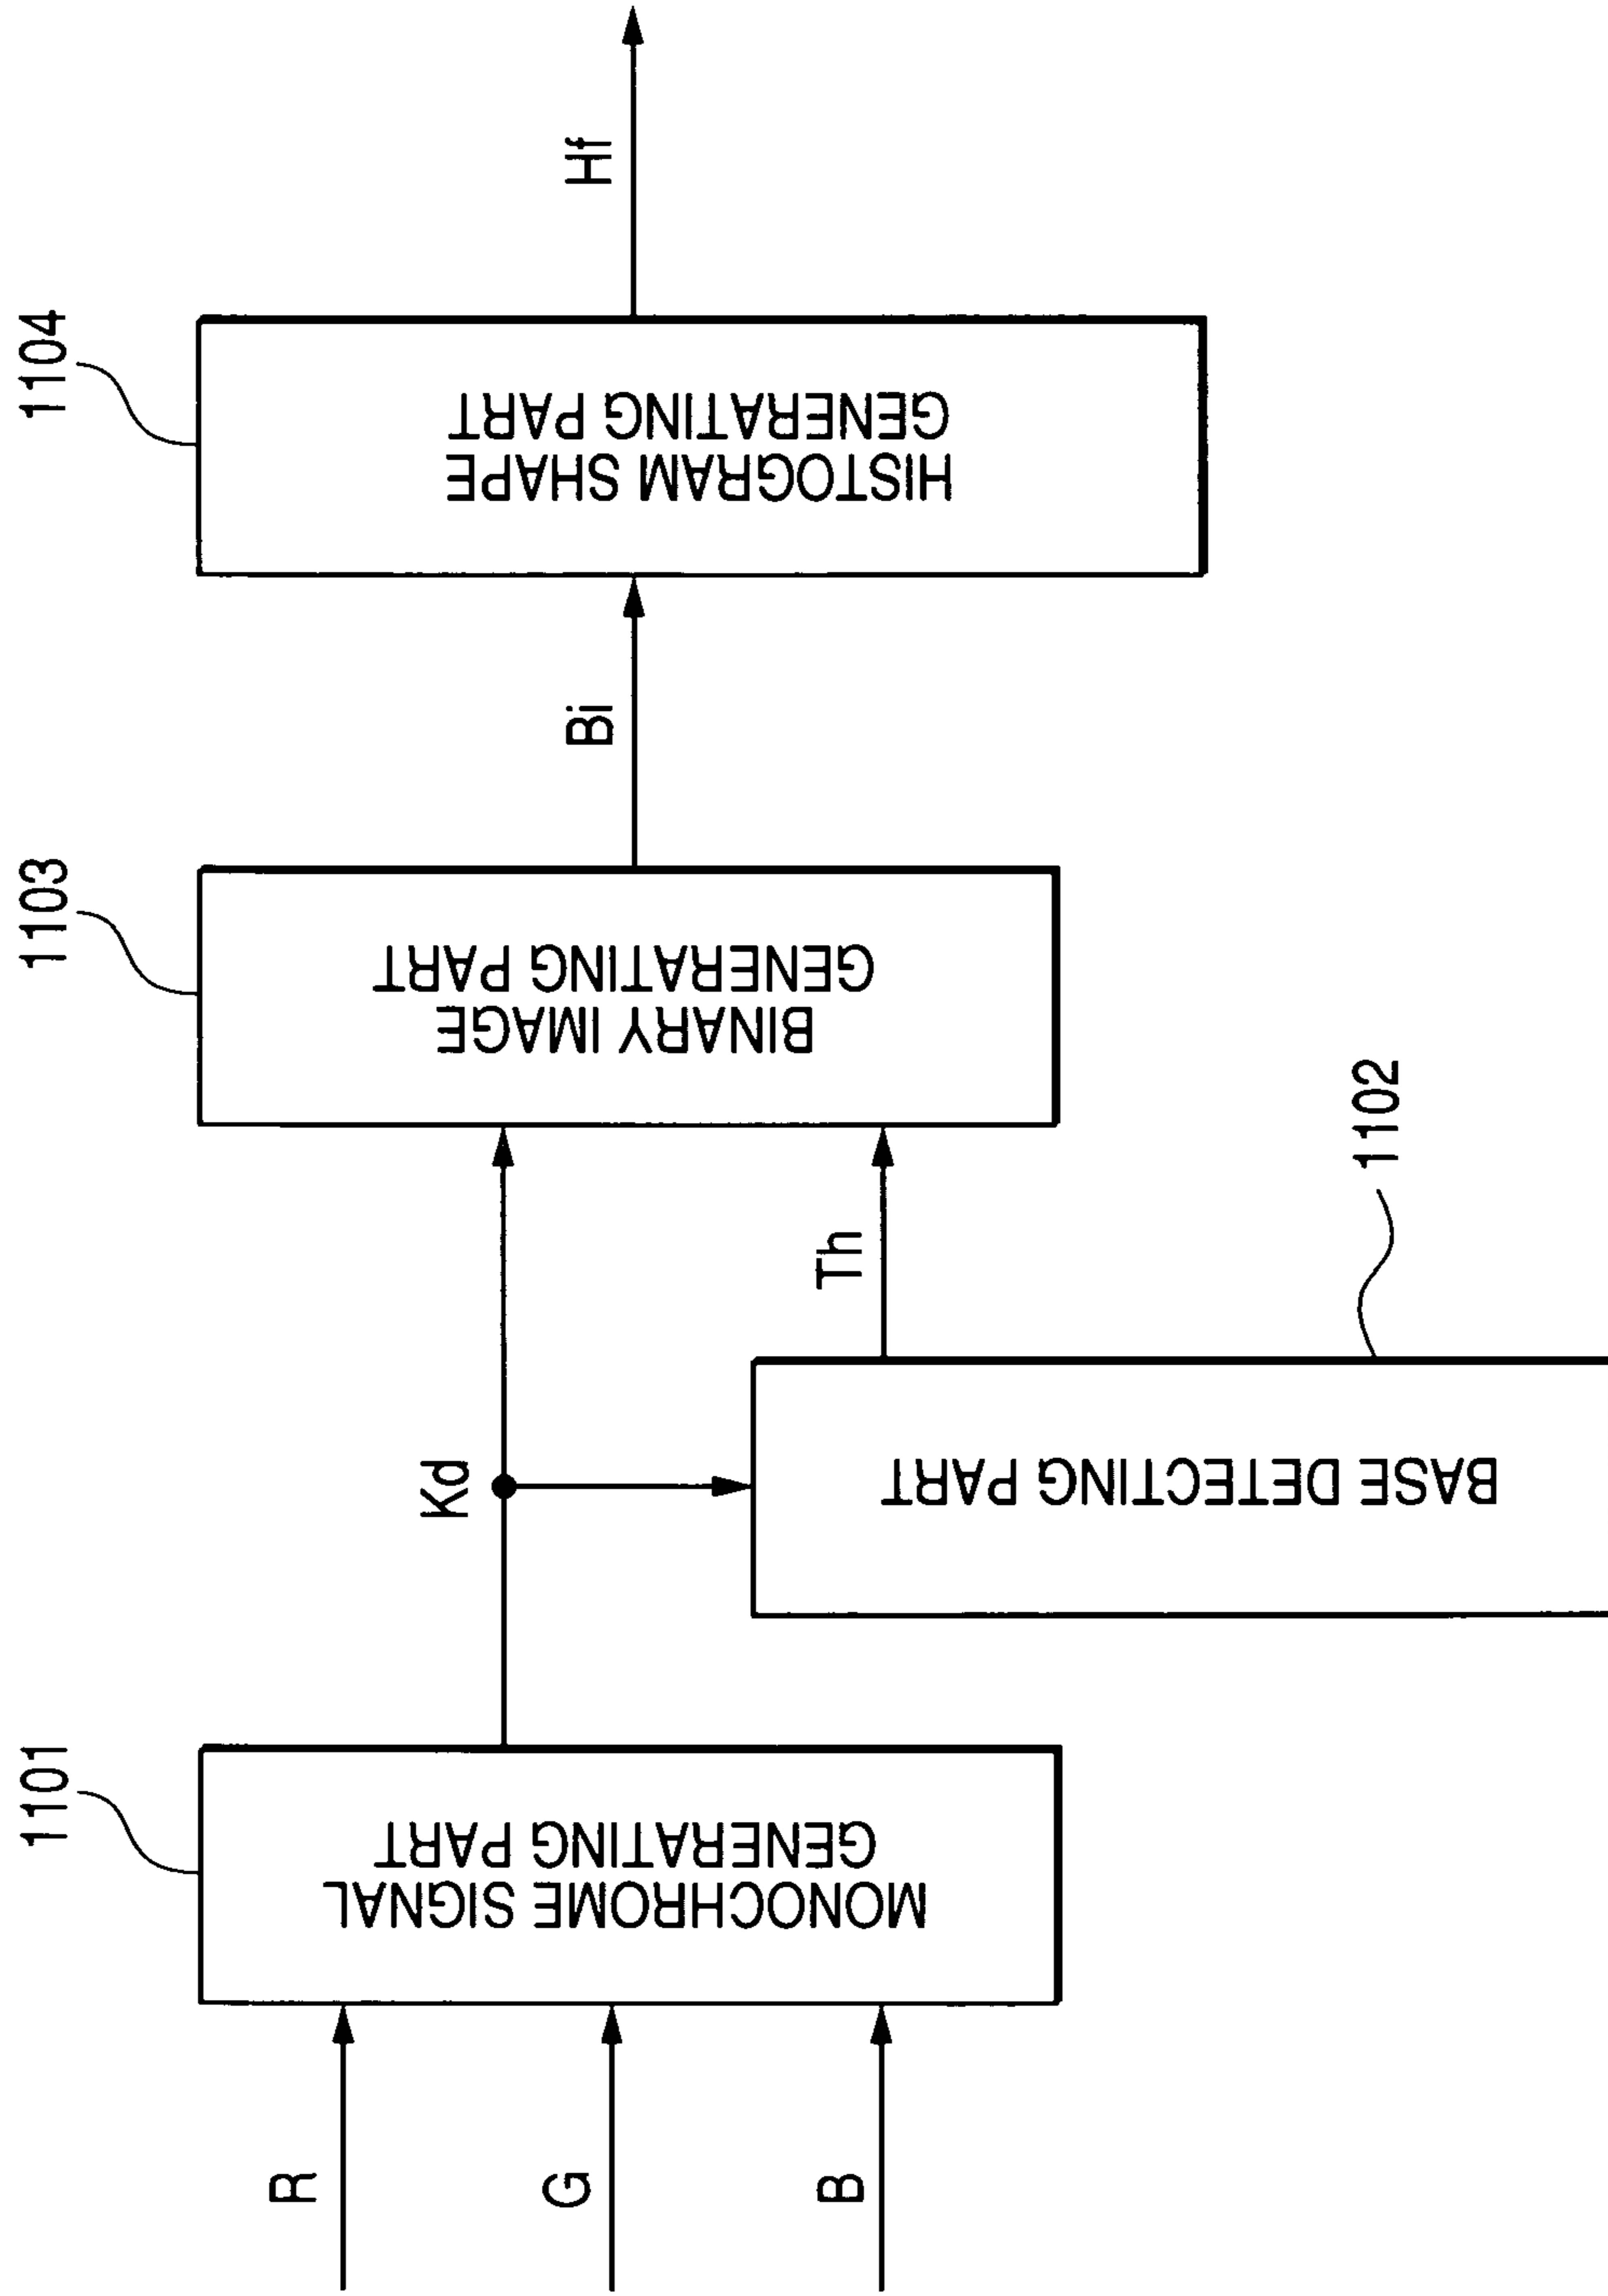 R
G
B
1101
MONOCHROME SIGNAL
GENERATING PART
Kd
BASE DETECTING PART
1102
Th
1103
BINARY IMAGE
GENERATING PART
Bi
1104
HISTOGRAM SHAPE
GENERATING PART
Hf